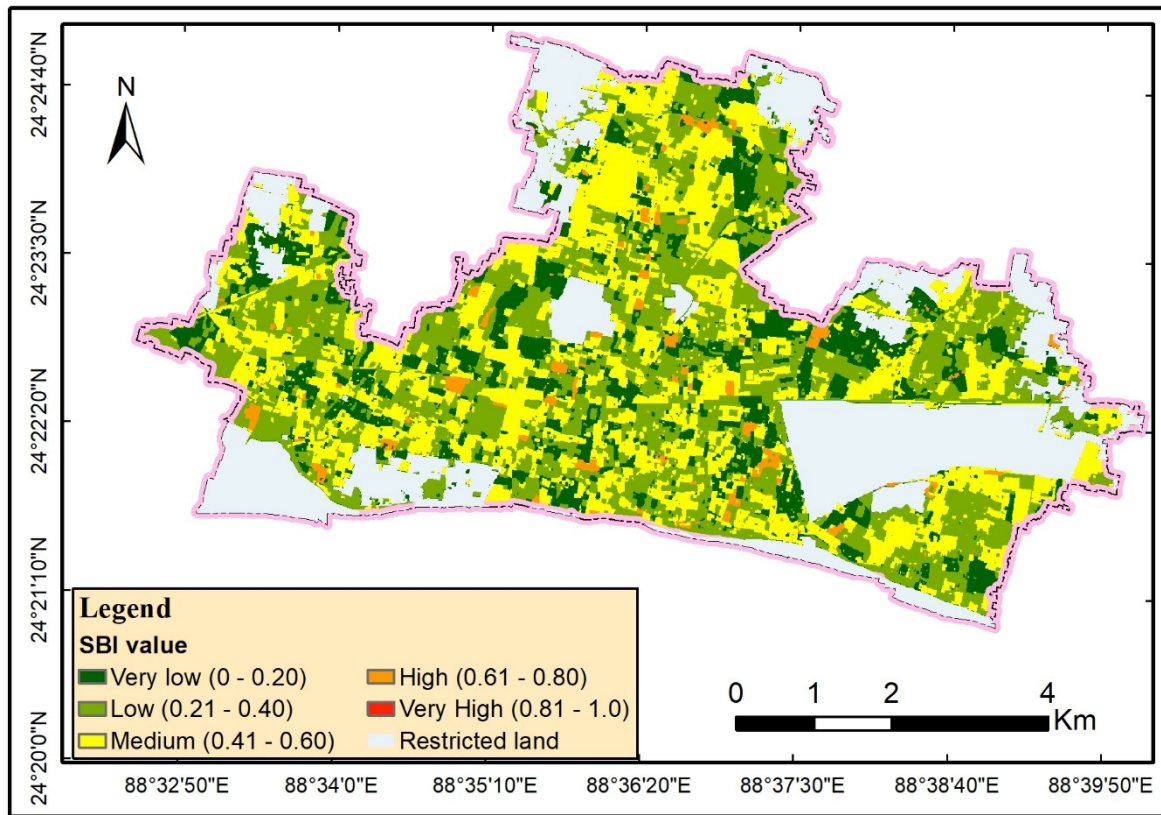 N
24°24'40"N
24°23'30"N
24°22'20"N
24°21'10"N
24°20'0"N
Legend
SBI value
Very low (0 - 0.20)
Low (0.21 - 0.40)
Medium (0.41 - 0.60)
High (0.61 - 0.80)
Very High (0.81 - 1.0)
Restricted land
0 1 2 4
Km
88°32'50"E 88°34'0"E 88°35'10"E 88°36'20"E 88°37'30"E 88°38'40"E 88°39'50"E